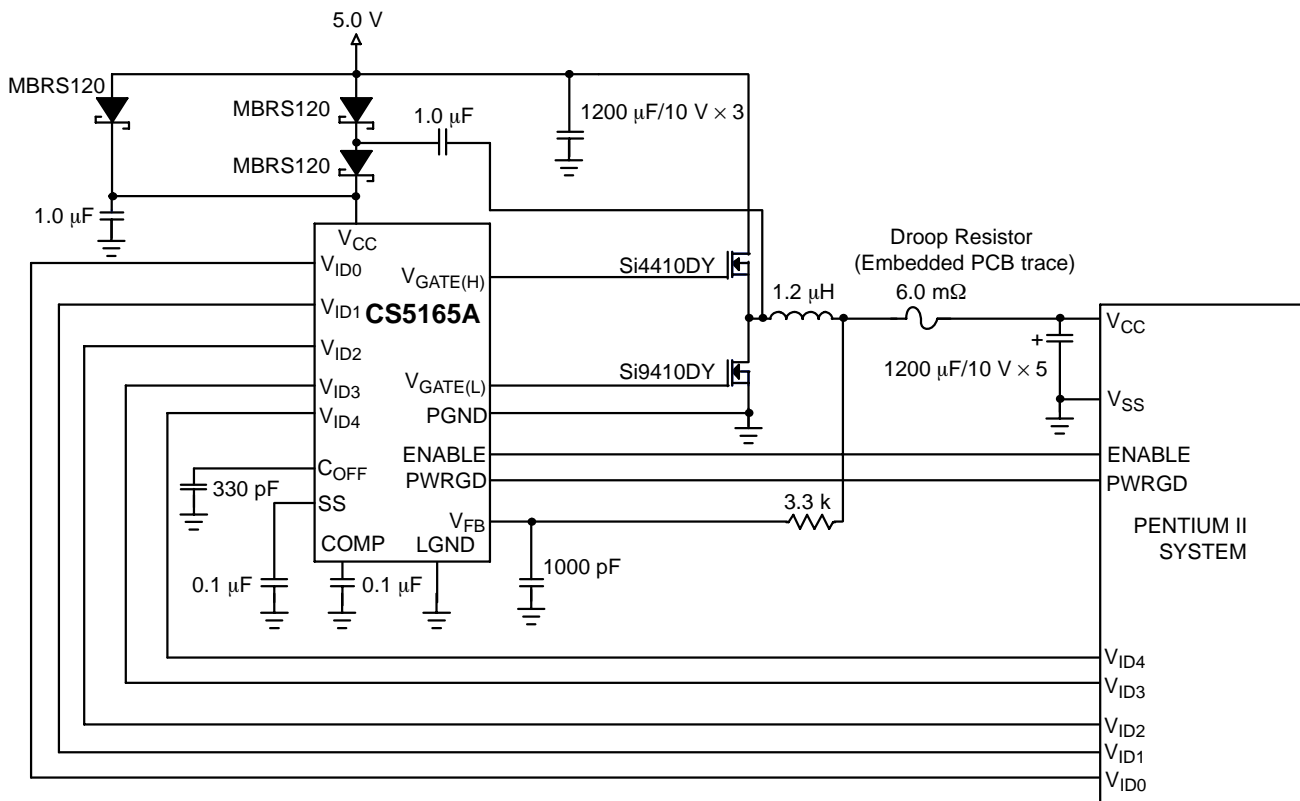 5.0 V
MBRS120
MBRS120
1.0 μF
1200 μF/10 V × 3
MBRS120
1.0 μF
VCC
VID0
VGATE(H)
Si4410DY
Droop Resistor
(Embedded PCB trace)
1.2 μH
6.0 mΩ
VID1
CS5165A
VCC
VID2
+
1200 μF/10 V × 5
VID3
VGATE(L)
Si9410DY
VID4
PGND
VSS
ENABLE
ENABLE
COFF
330 pF
PWRGD
PWRGD
SS
3.3 k
VFB
PENTIUM II
SYSTEM
COMP
LGND
0.1 μF
0.1 μF
1000 pF
VID4
VID3
VID2
VID1
VID0